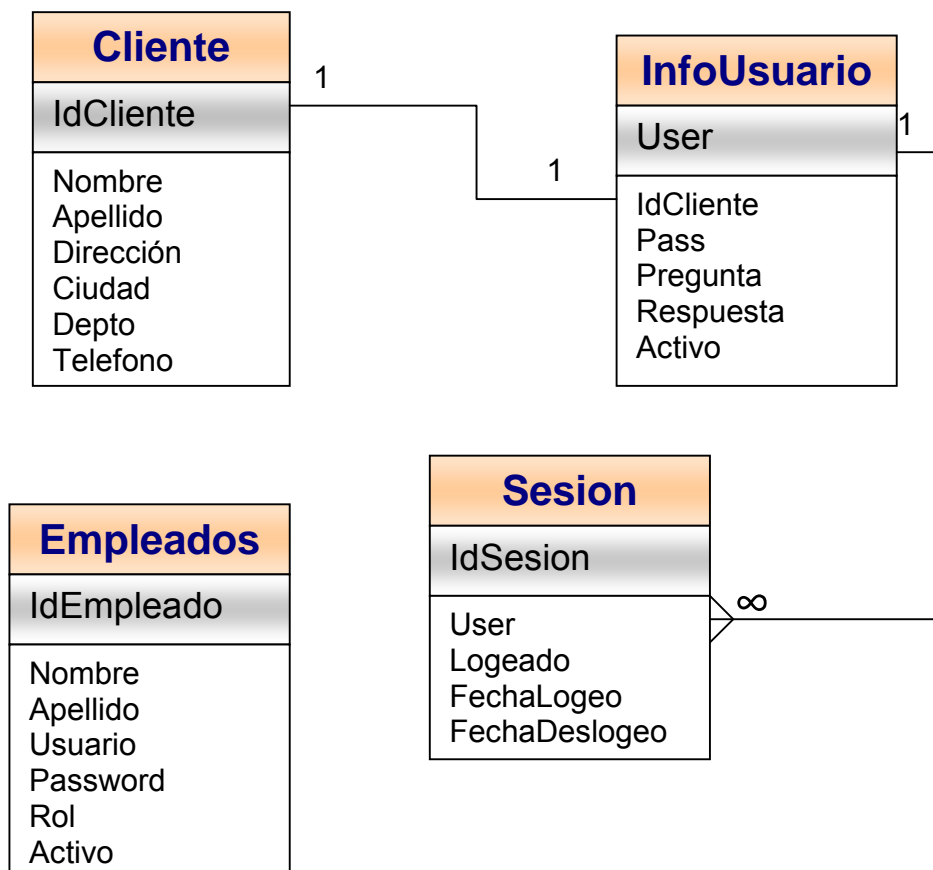 Cliente
IdCliente
Nombre
Apellido
Dirección
Ciudad
Depto
Telefono
1
1
InfoUsuario
User
1
IdCliente
Pass
Pregunta
Respuesta
Activo
Empleados
IdEmpleado
Nombre
Apellido
Usuario
Password
Rol
Activo
Sesion
IdSesion
User
Logeado
FechaLogeo
FechaDeslogeo
∞